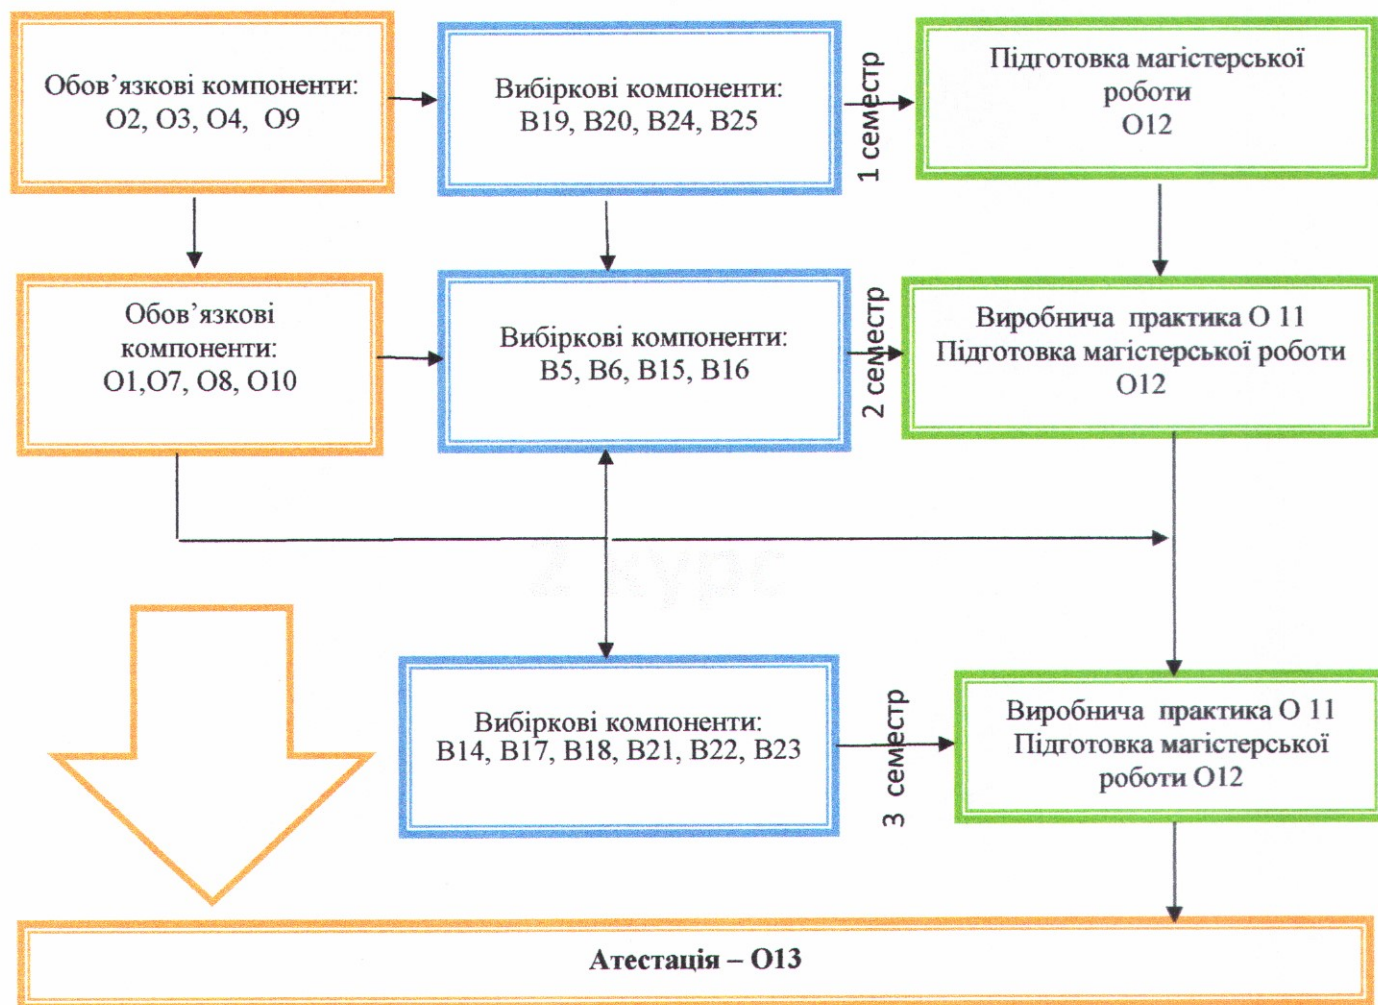 Обов’язкові компоненти:
О2, О3, О4, О9
Вибіркові компоненти:
В19, В20, В24, В25
1 семестр
Підготовка магістерської
роботи
О12
Обов’язкові
компоненти:
О1,О7, О8, О10
Вибіркові компоненти:
В5, В6, В15, В16
2 семестр
Виробнича практика О 11
Підготовка магістерської роботи
О12
2 курс
Вибіркові компоненти:
В14, В17, В18, В21, В22, В23
3 семестр
Виробнича практика О 11
Підготовка магістерської
роботи О12
Атестація – О13